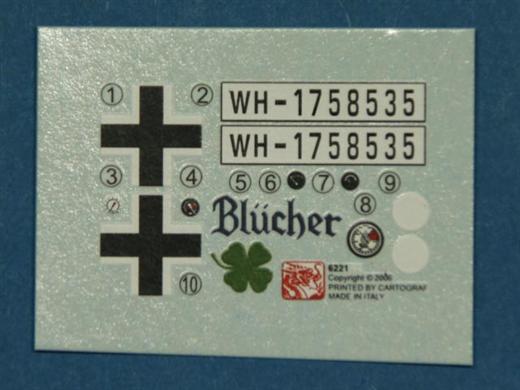 ① ② WH-1758535
WH-1758535
③ ④ ⑤ ⑥ ⑦ ⑨
Blücher ⑧
⑩
6221
Copyright © 2006
PRINTED BY CARTOGRAF
MADE IN ITALY